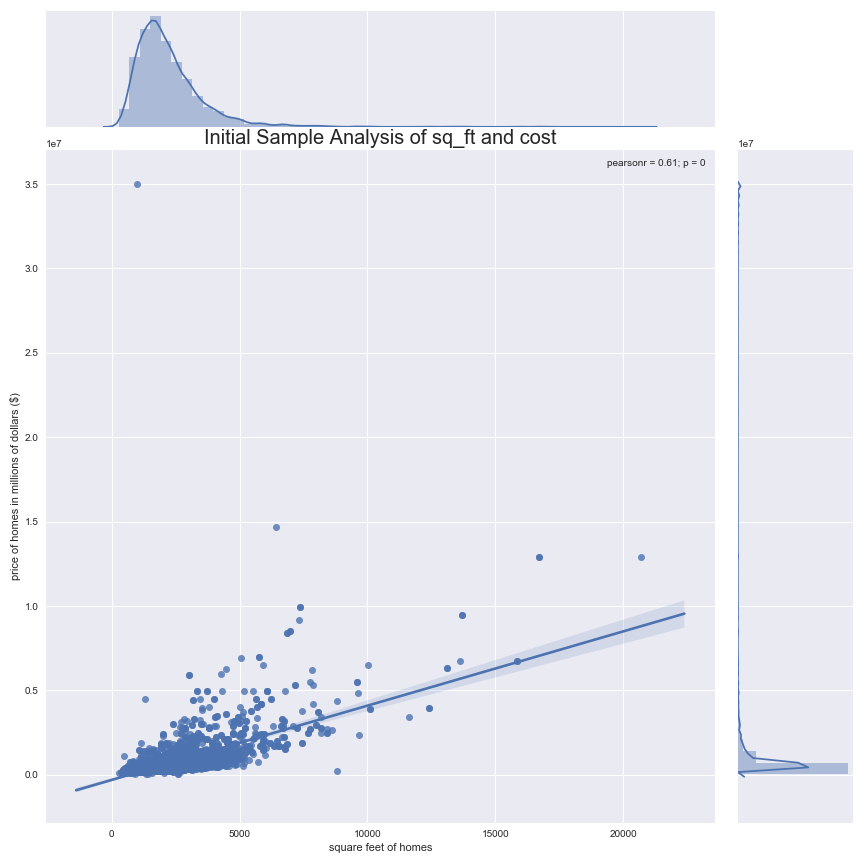 Initial Sample Analysis of sq_ft and cost
1e7
1e7
pearsonr = 0.61; p = 0
3.5
3.0
2.5
2.0
1.5
1.0
0.5
0.0
price of homes in millions of dollars ($)
0
5000
10000
15000
20000
square feet of homes